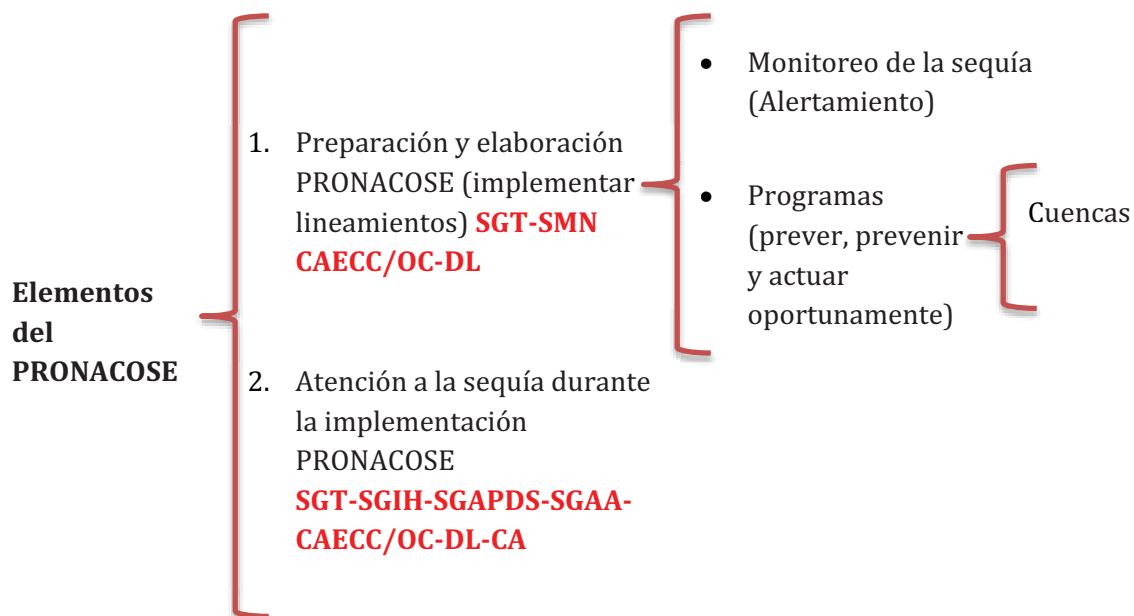 Elementos
del
PRONACOSE
1. Preparación y elaboración
PRONACOSE (implementar
lineamientos) SGT-SMN
CAECC/OC-DL
2. Atención a la sequía durante
la implementación
PRONACOSE
SGT-SGIH-SGAPDS-SGAA-
CAECC/OC-DL-CA
• Monitoreo de la sequía
(Alertamiento)
• Programas
(prever, prevenir
y actuar
oportunamente)
Cuencas